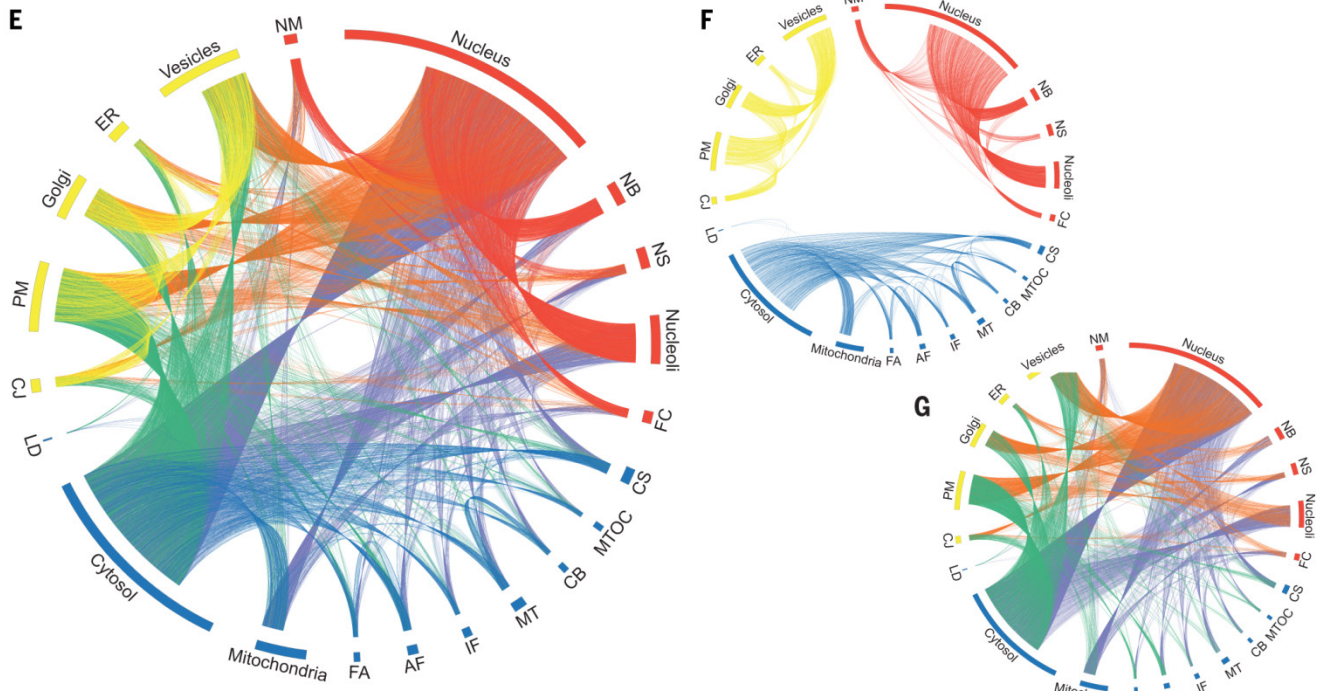 E
NM
Nucleus
Vesicles
ER
Golgi
PM
CJ
LD
Cytosol
Mitochondria
FA
AF
IF
MT
CB
MTOC
CS
FC
Nucleoli
NS
NB
F
NM
Nucleus
Vesicles
ER
Golgi
PM
CJ
LD
Cytosol
Mitochondria
FA
AF
IF
MT
CB
MTOC
CS
FC
Nucleoli
NS
NB
G
NM
Nucleus
Vesicles
ER
Golgi
PM
CJ
LD
Cytosol
IF
MT
CB
MTOC
CS
FC
Nucleoli
NS
NB